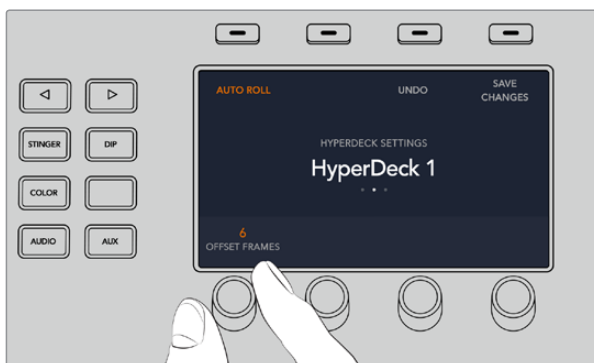 AUTO ROLL
UNDO
SAVE
CHANGES
HYPERDECK SETTINGS
HyperDeck 1
6
OFFSET FRAMES
STINGER
DIP
COLOR
AUDIO
AUX